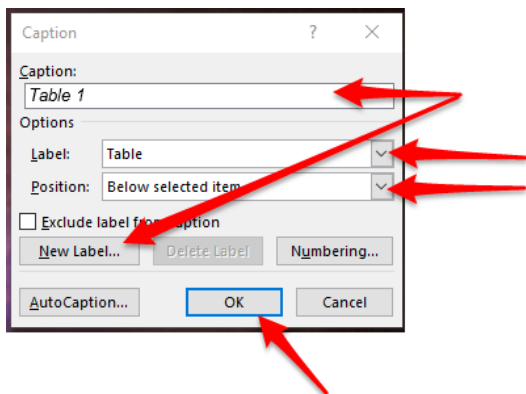 Caption ?
Caption:
Table 1
Options
Label: Table
Position: Below selected item
Exclude label from caption
New Label... Delete Label Numbering...
AutoCaption... OK Cancel